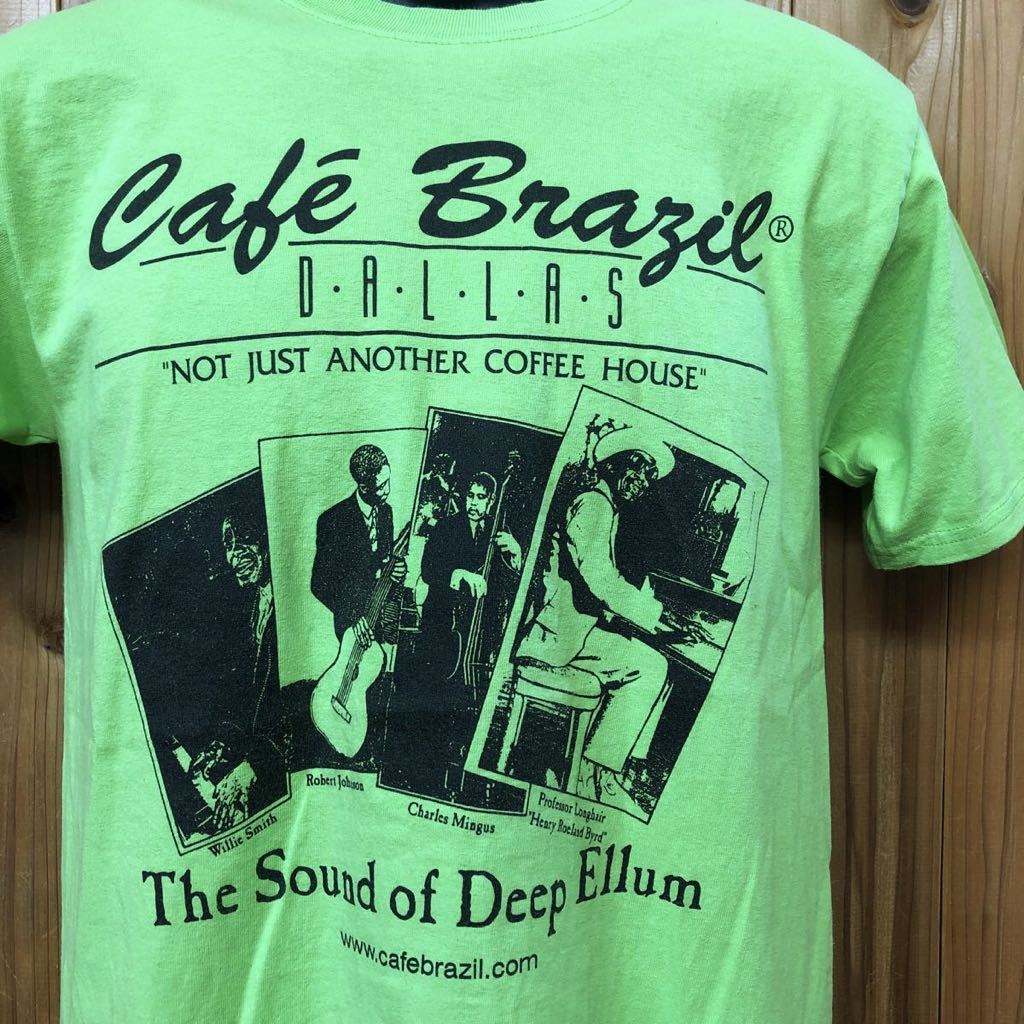 Café Brazil®
D·A·L·L·A·S
"NOT JUST ANOTHER COFFEE HOUSE"
Willie Smith
Robert Johnson
Charles Mingus
Professor Longhair
"Henry Roeland Byrd"
The Sound of Deep Ellum
www.cafebrazil.com